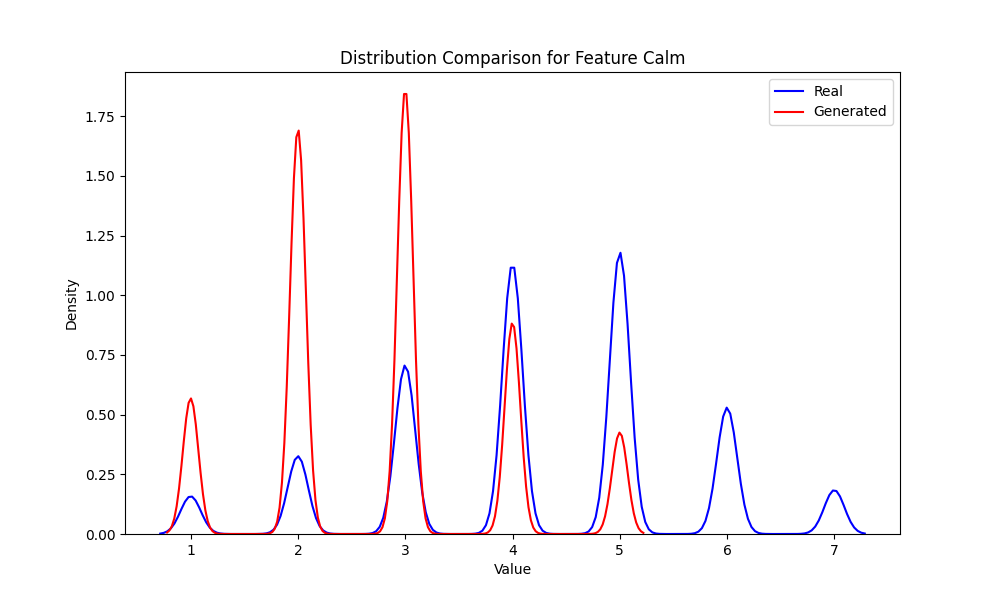 Distribution Comparison for Feature Calm
Real
Generated
1.75
1.50
1.25
1.00
0.75
0.50
0.25
0.00
Density
1 2 3 4 5 6 7
Value